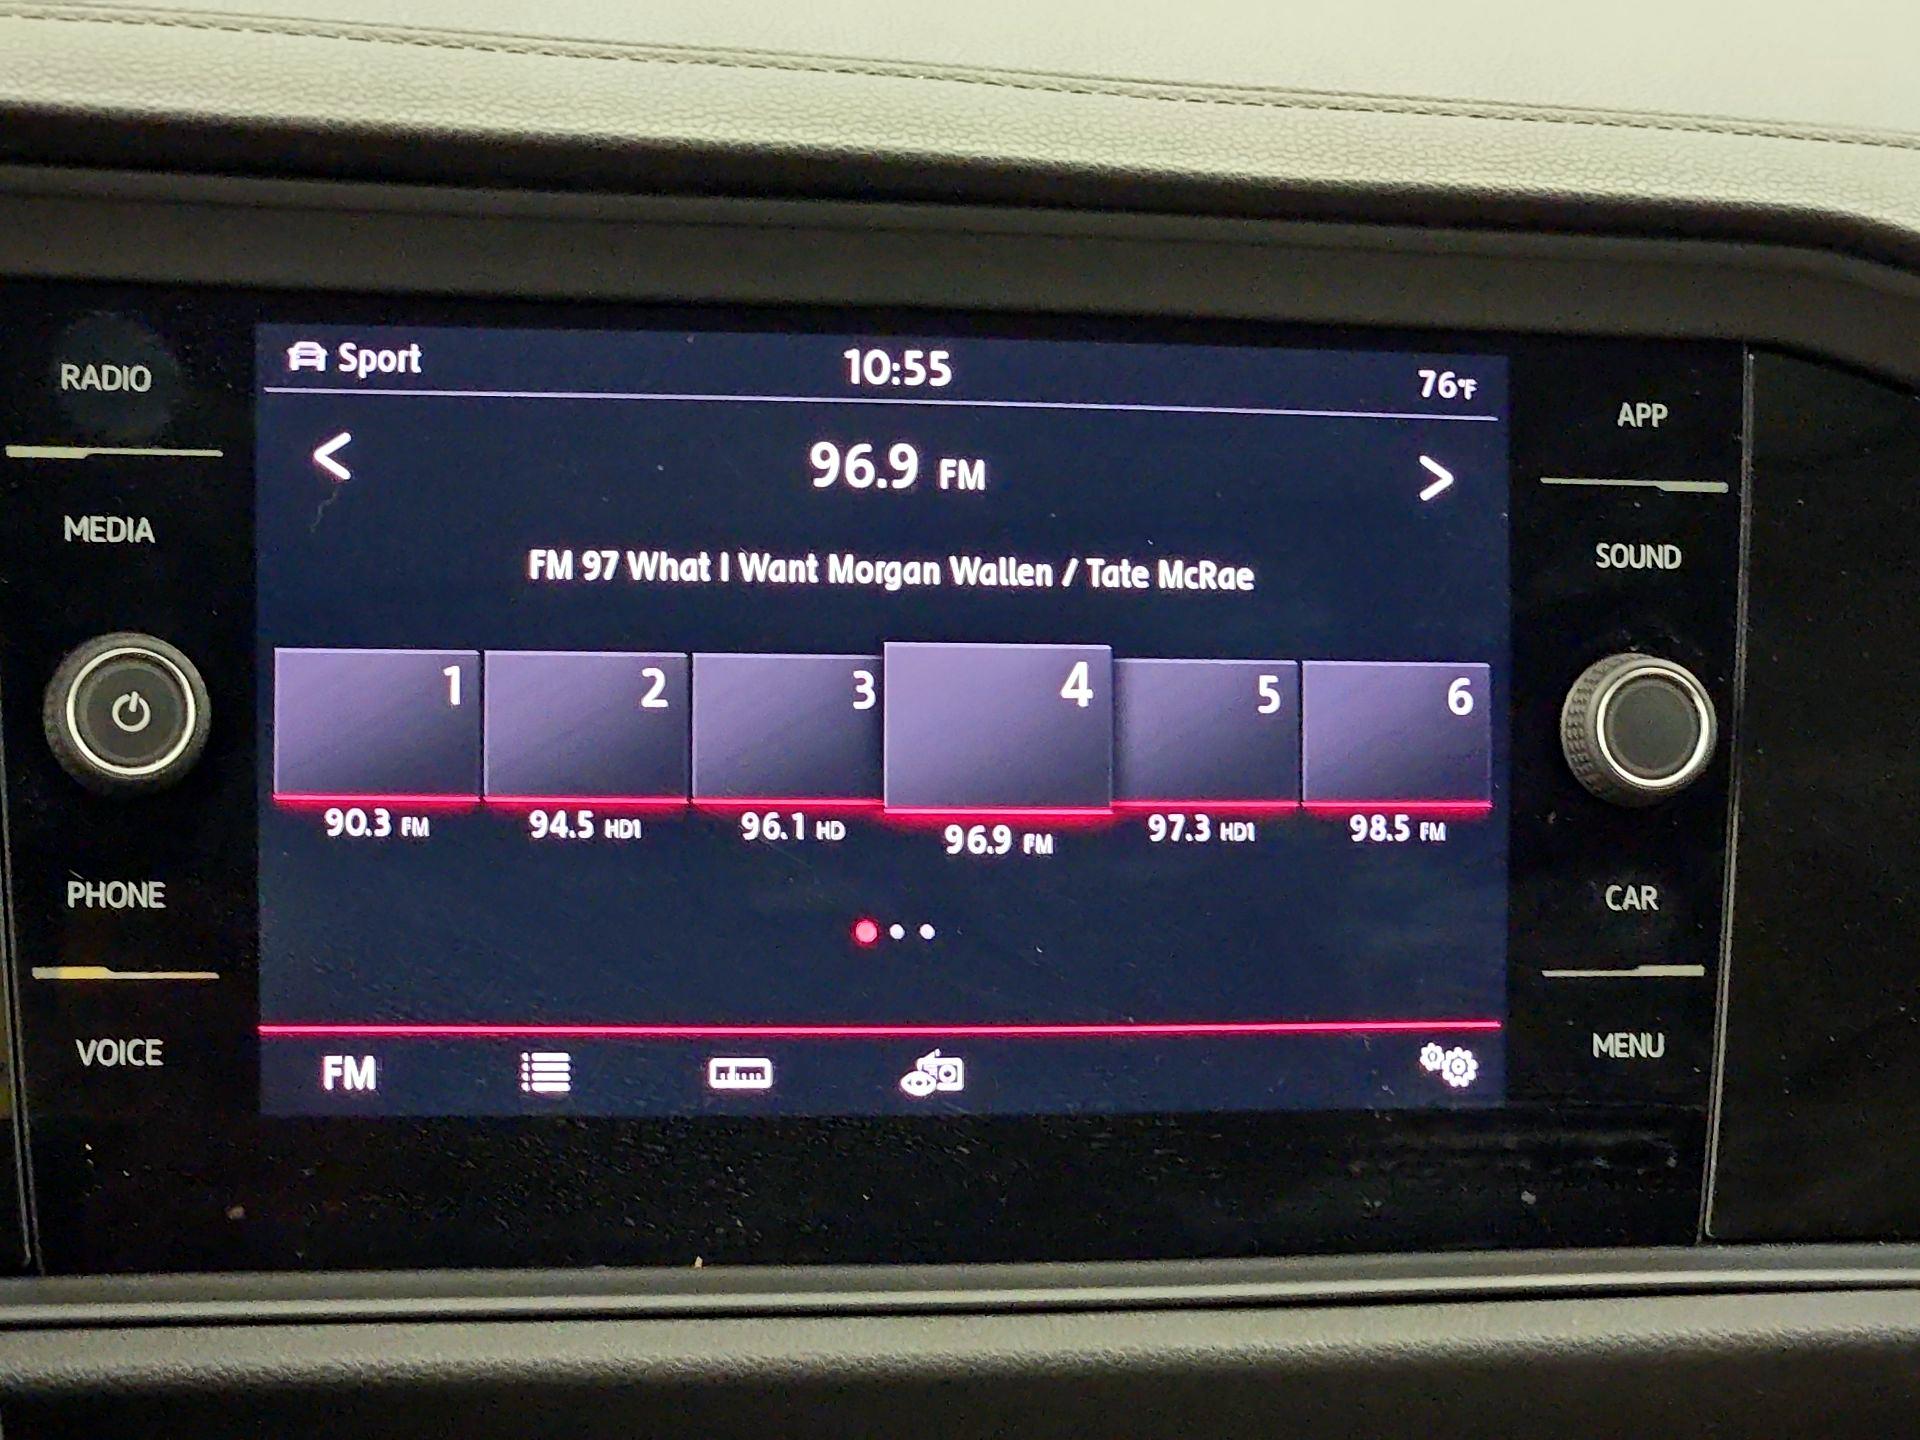 RADIO
MEDIA
PHONE
VOICE
Sport
10:55
76°F
96.9 FM
FM 97 What I Want Morgan Wallen / Tate McRae
1
2
3
4
5
6
90.3 FM
94.5 HD1
96.1 HD
96.9 FM
97.3 HD1
98.5 FM
FM
APP
SOUND
CAR
MENU